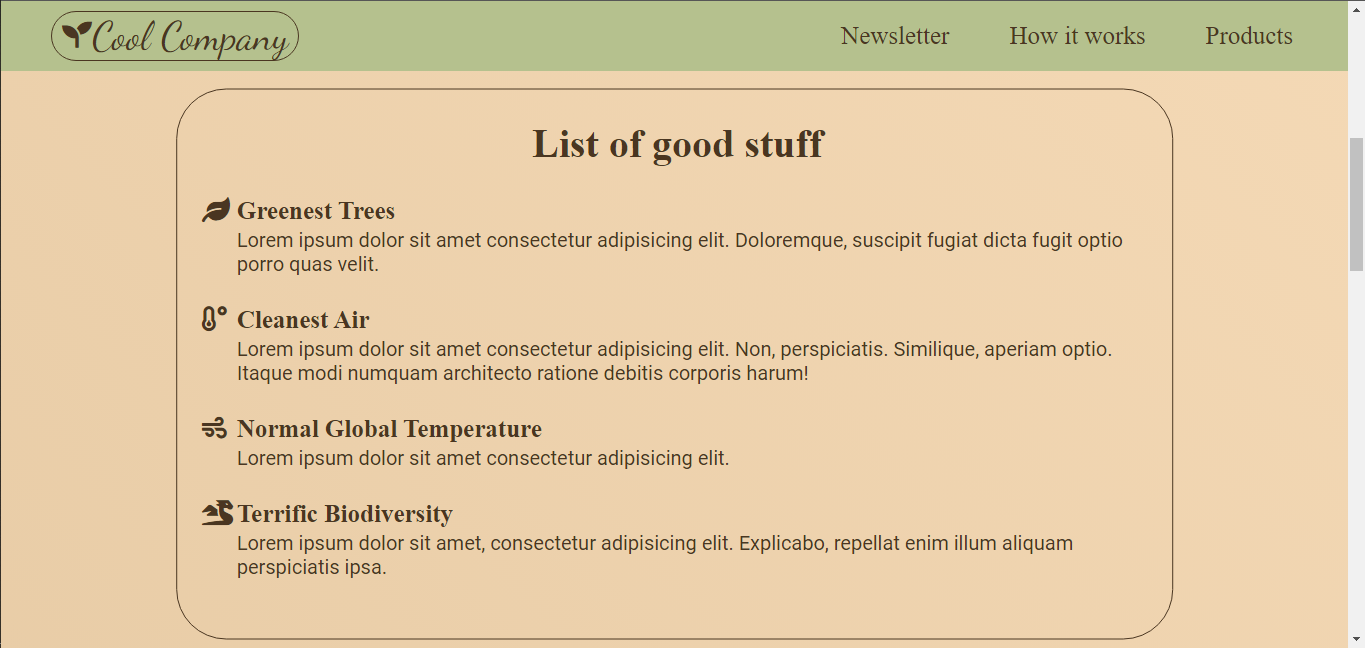 Cool Company
Newsletter
How it works
Products
List of good stuff
Greenest Trees
Lorem ipsum dolor sit amet consectetur adipisicing elit. Doloremque, suscipit fugiat dicta fugit optio
porro quas velit.
Cleanest Air
Lorem ipsum dolor sit amet consectetur adipisicing elit. Non, perspiciatis. Similique, aperiam optio.
Itaque modi numquam architecto ratione debitis corporis harum!
Normal Global Temperature
Lorem ipsum dolor sit amet consectetur adipisicing elit.
Terrific Biodiversity
Lorem ipsum dolor sit amet, consectetur adipisicing elit. Explicabo, repellat enim illum aliquam
perspiciatis ipsa.